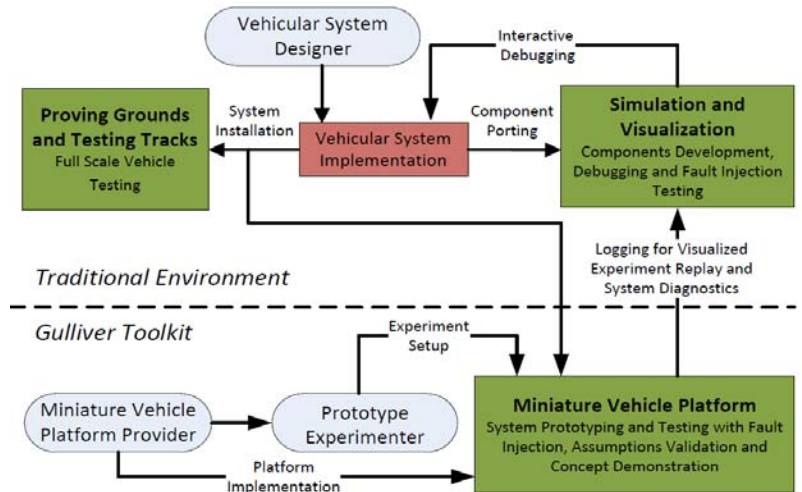 Vehicular System
Designer
Interactive
Debugging
Proving Grounds
and Testing Tracks
Full Scale Vehicle
Testing
System
Installation
Vehicular System
Implementation
Component
Porting
Simulation and
Visualization
Components Development,
Debugging and Fault Injection
Testing
Logging for Visualized
Experiment Replay and
System Diagnostics
Traditional Environment
Gulliver Toolkit
Experiment
Setup
Miniature Vehicle
Platform Provider
Prototype
Experimenter
Miniature Vehicle Platform
System Prototyping and Testing with Fault
Injection, Assumptions Validation and
Concept Demonstration
Platform
Implementation